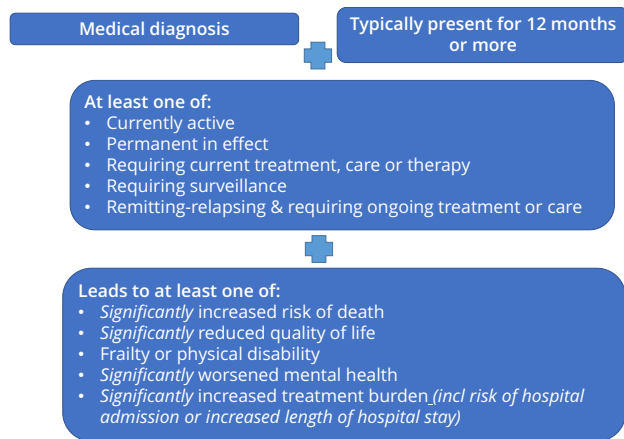 Medical diagnosis
Typically present for 12 months
or more
At least one of:
• Currently active
• Permanent in effect
• Requiring current treatment, care or therapy
• Requiring surveillance
• Remitting-relapsing & requiring ongoing treatment or care
Leads to at least one of:
• Significantly increased risk of death
• Significantly reduced quality of life
• Frailty or physical disability
• Significantly worsened mental health
• Significantly increased treatment burden (incl risk of hospital
admission or increased length of hospital stay)